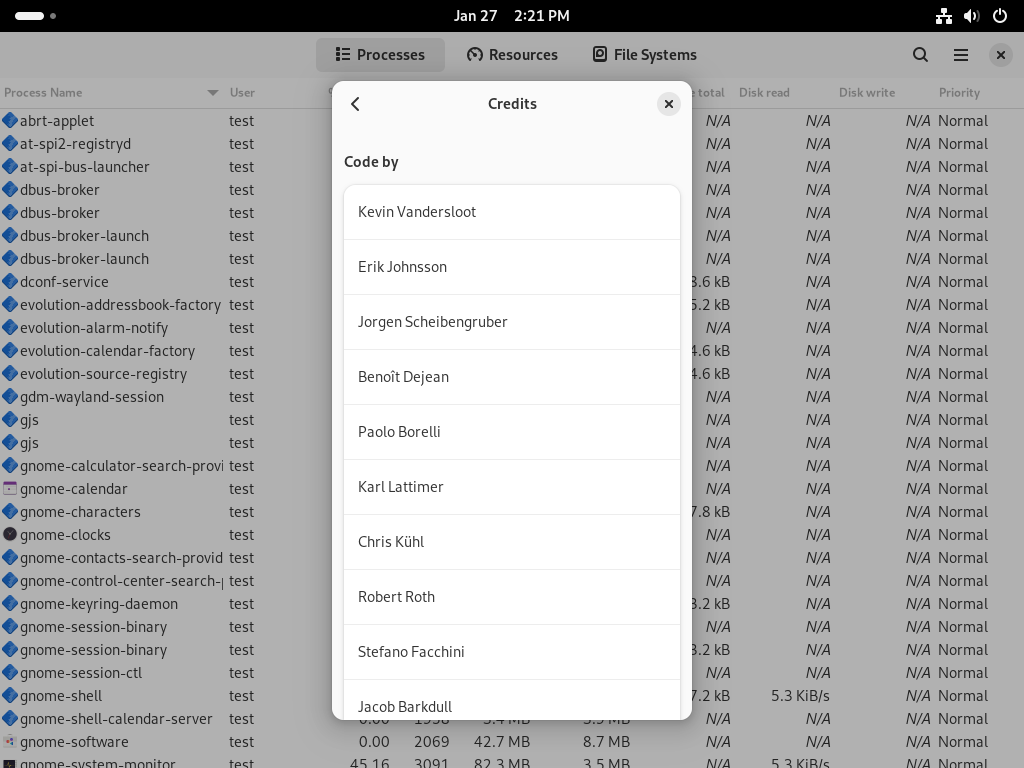 Jan 27 2:21 PM
Processes Resources File Systems
Process Name User total Disk read Disk write Priority
Credits
Code by
Kevin Vandersloot
Erik Johnsson
Jorgen Scheibengruber
Benoît Dejean
Paolo Borelli
Karl Lattimer
Chris Kühl
Robert Roth
Stefano Facchini
Jacob Barkdull
abrt-applet test N/A N/A N/A Normal
at-spi2-registryd test N/A N/A N/A Normal
at-spi-bus-launcher test N/A N/A N/A Normal
dbus-broker test N/A N/A N/A Normal
dbus-broker test N/A N/A N/A Normal
dbus-broker-launch test N/A N/A N/A Normal
dbus-broker-launch test N/A N/A N/A Normal
dconf-service test 8.6 kB N/A N/A Normal
evolution-addressbook-factory test 5.2 kB N/A N/A Normal
evolution-alarm-notify test N/A N/A N/A Normal
evolution-calendar-factory test 4.6 kB N/A N/A Normal
evolution-source-registry test 4.6 kB N/A N/A Normal
gdm-wayland-session test N/A N/A N/A Normal
gjs test N/A N/A N/A Normal
gjs test N/A N/A N/A Normal
gnome-calculator-search-provi test N/A N/A N/A Normal
gnome-calendar test N/A N/A N/A Normal
gnome-characters test 7.8 kB N/A N/A Normal
gnome-clocks test N/A N/A N/A Normal
gnome-contacts-search-provid test N/A N/A N/A Normal
gnome-control-center-search- test N/A N/A N/A Normal
gnome-keyring-daemon test 3.2 kB N/A N/A Normal
gnome-session-binary test N/A N/A N/A Normal
gnome-session-binary test N/A N/A Normal
gnome-session-ctl test N/A N/A N/A Normal
gnome-shell test 7.2 kB 5.3 KiB/s N/A Normal
gnome-shell-calendar-server test 0.00 1958 3.4 MB 3.9 MB N/A N/A N/A Normal
gnome-software test 0.00 2069 42.7 MB 8.7 MB N/A N/A N/A Normal
gnome-system-monitor test 45.16 3091 82.3 MB 3.5 MB N/A 5.3 KiB/s N/A Normal